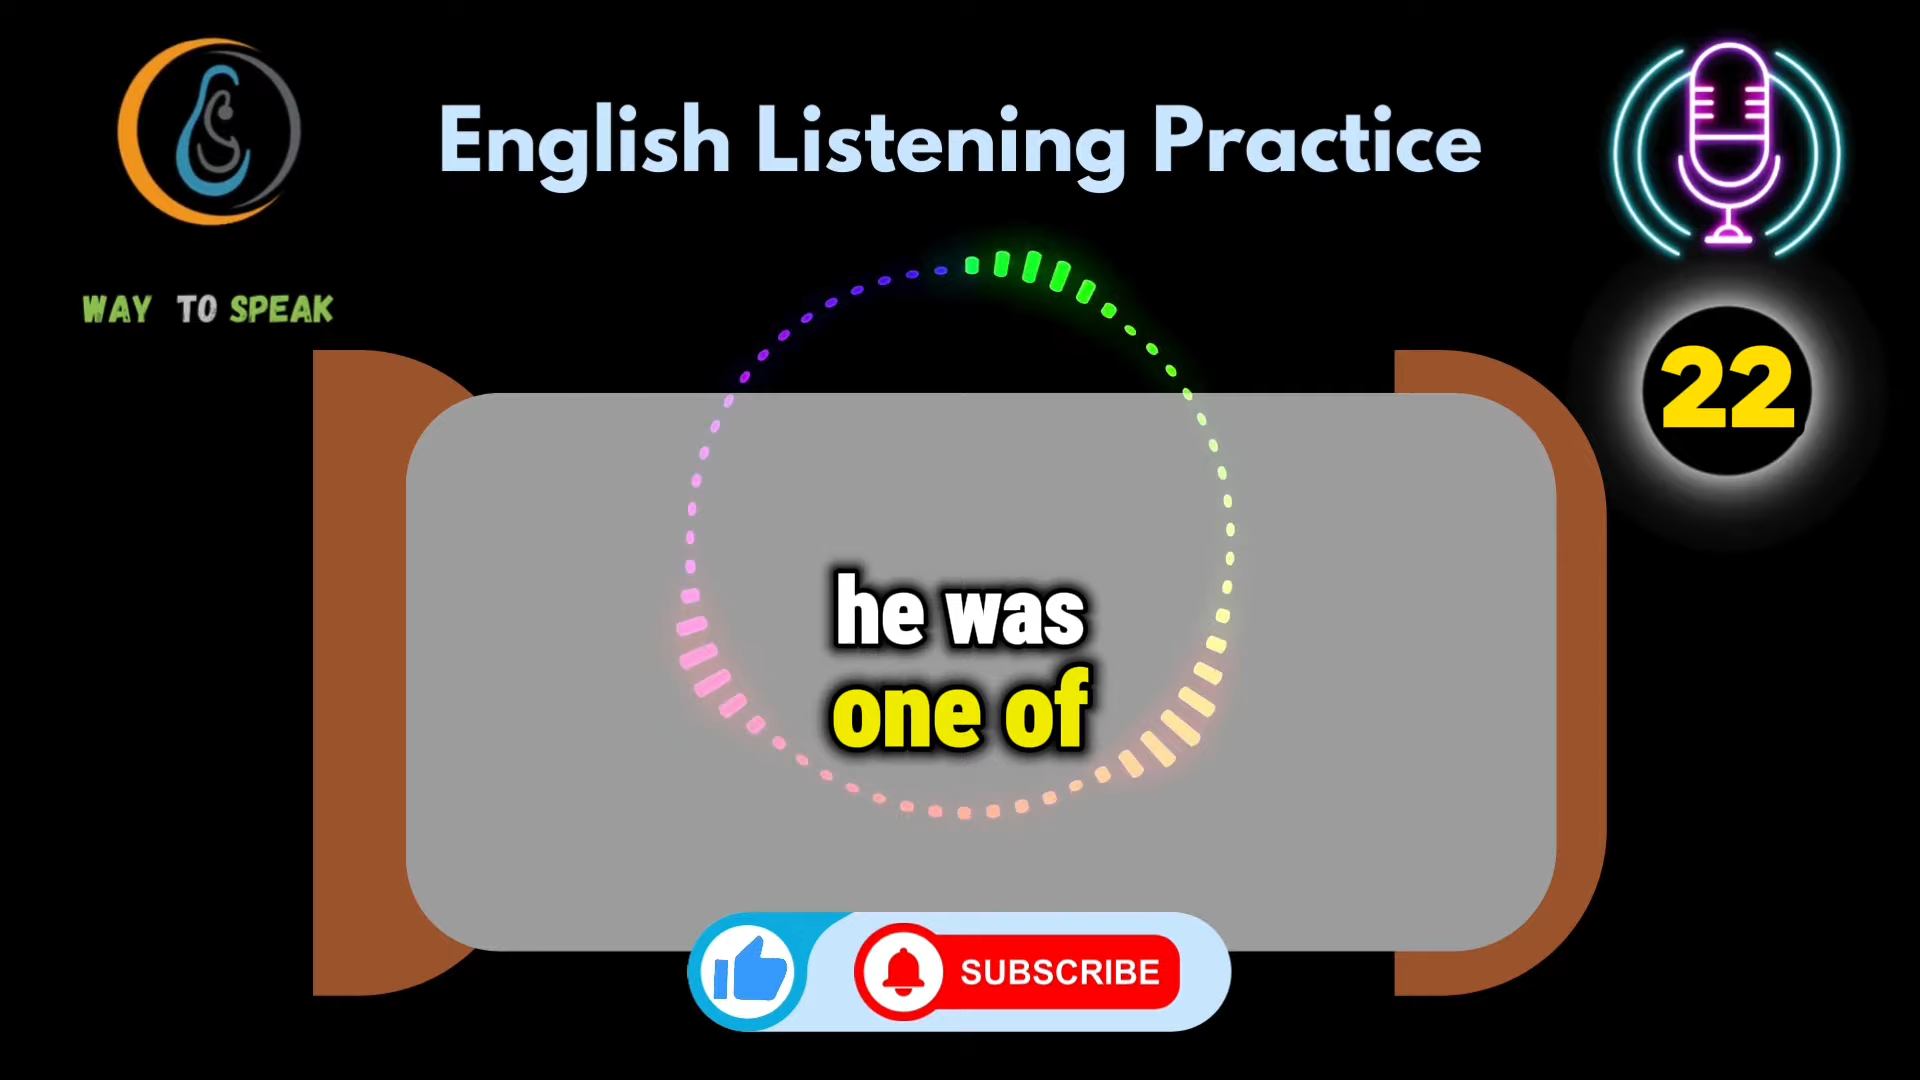 English Listening Practice
WAY TO SPEAK
22
he was
one of
SUBSCRIBE